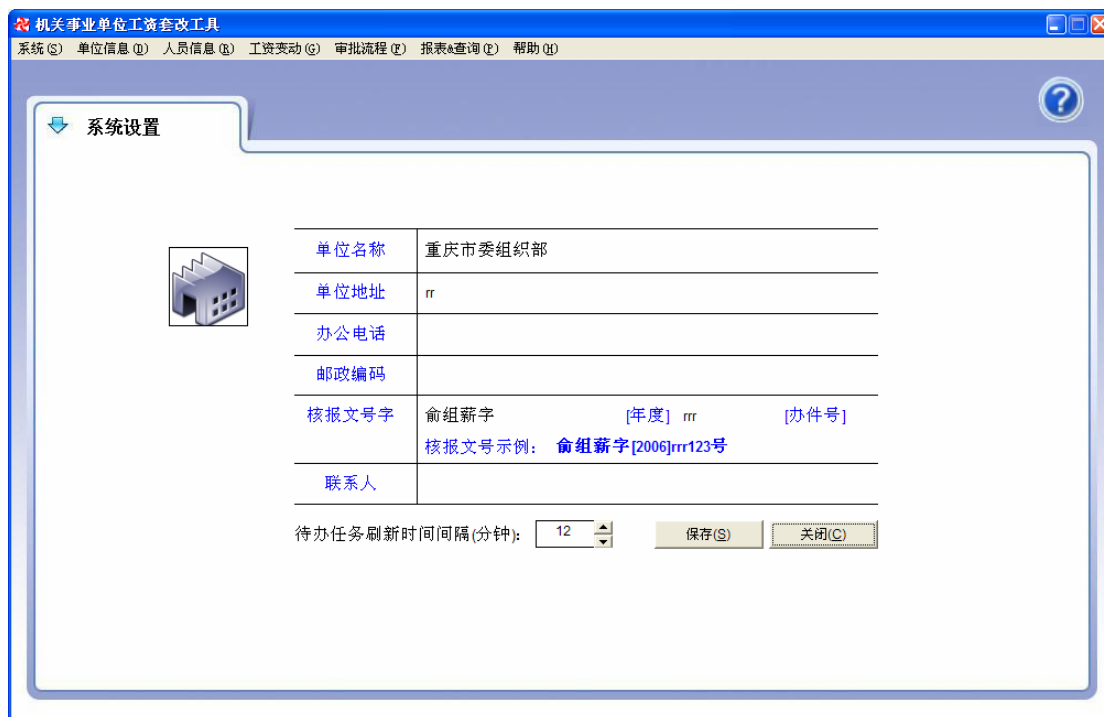 机关事业单位工资套改工具
系统(S) 单位信息(D) 人员信息(R) 工资变动(G) 审批流程(F) 报表&查询(P) 帮助(H)
系统设置
单位名称 重庆市委组织部
单位地址 rr
办公电话
邮政编码
核报文号字 俞组薪字 [年度] rrr [办件号]
核报文号示例: 俞组薪字[2006]rrr123号
联系人
待办任务刷新时间间隔(分钟): 12 保存(S) 关闭(C)